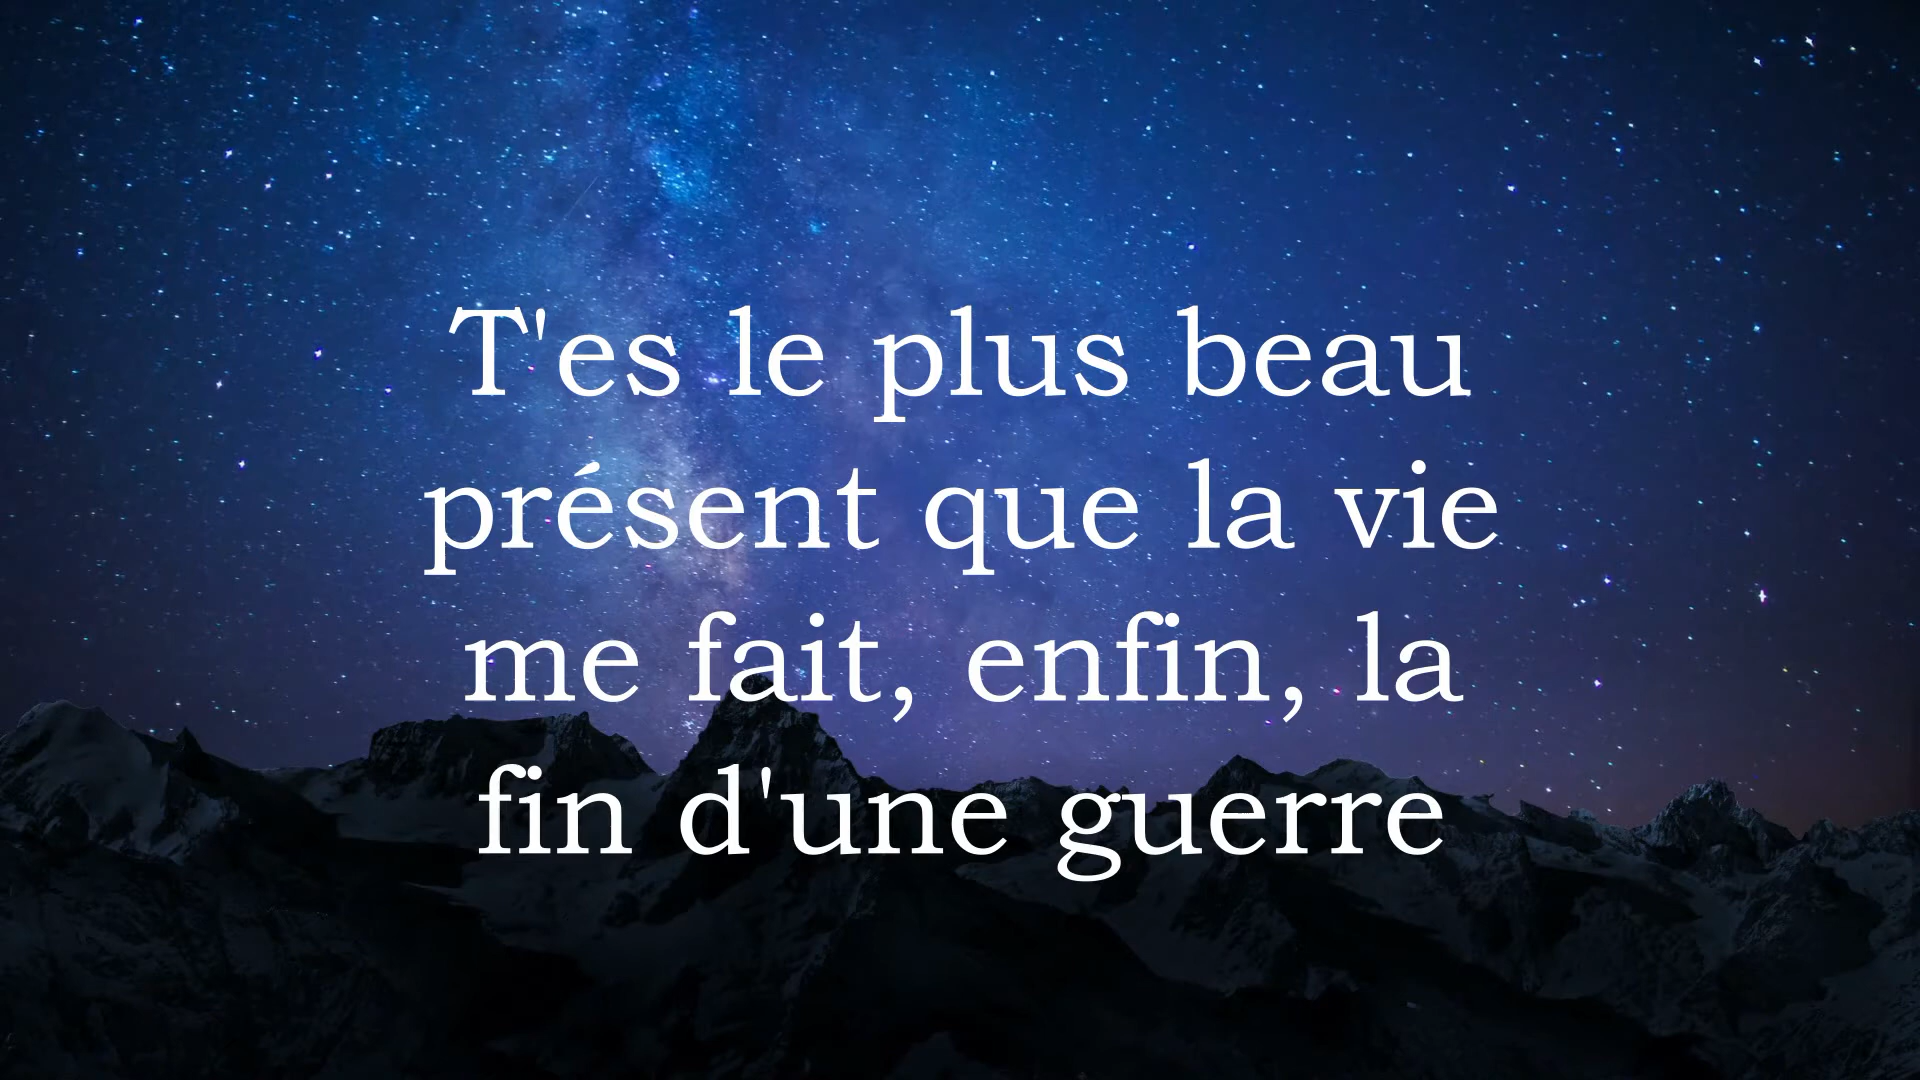 T'es le plus beau
présent que la vie
me fait, enfin, la
fin d'une guerre